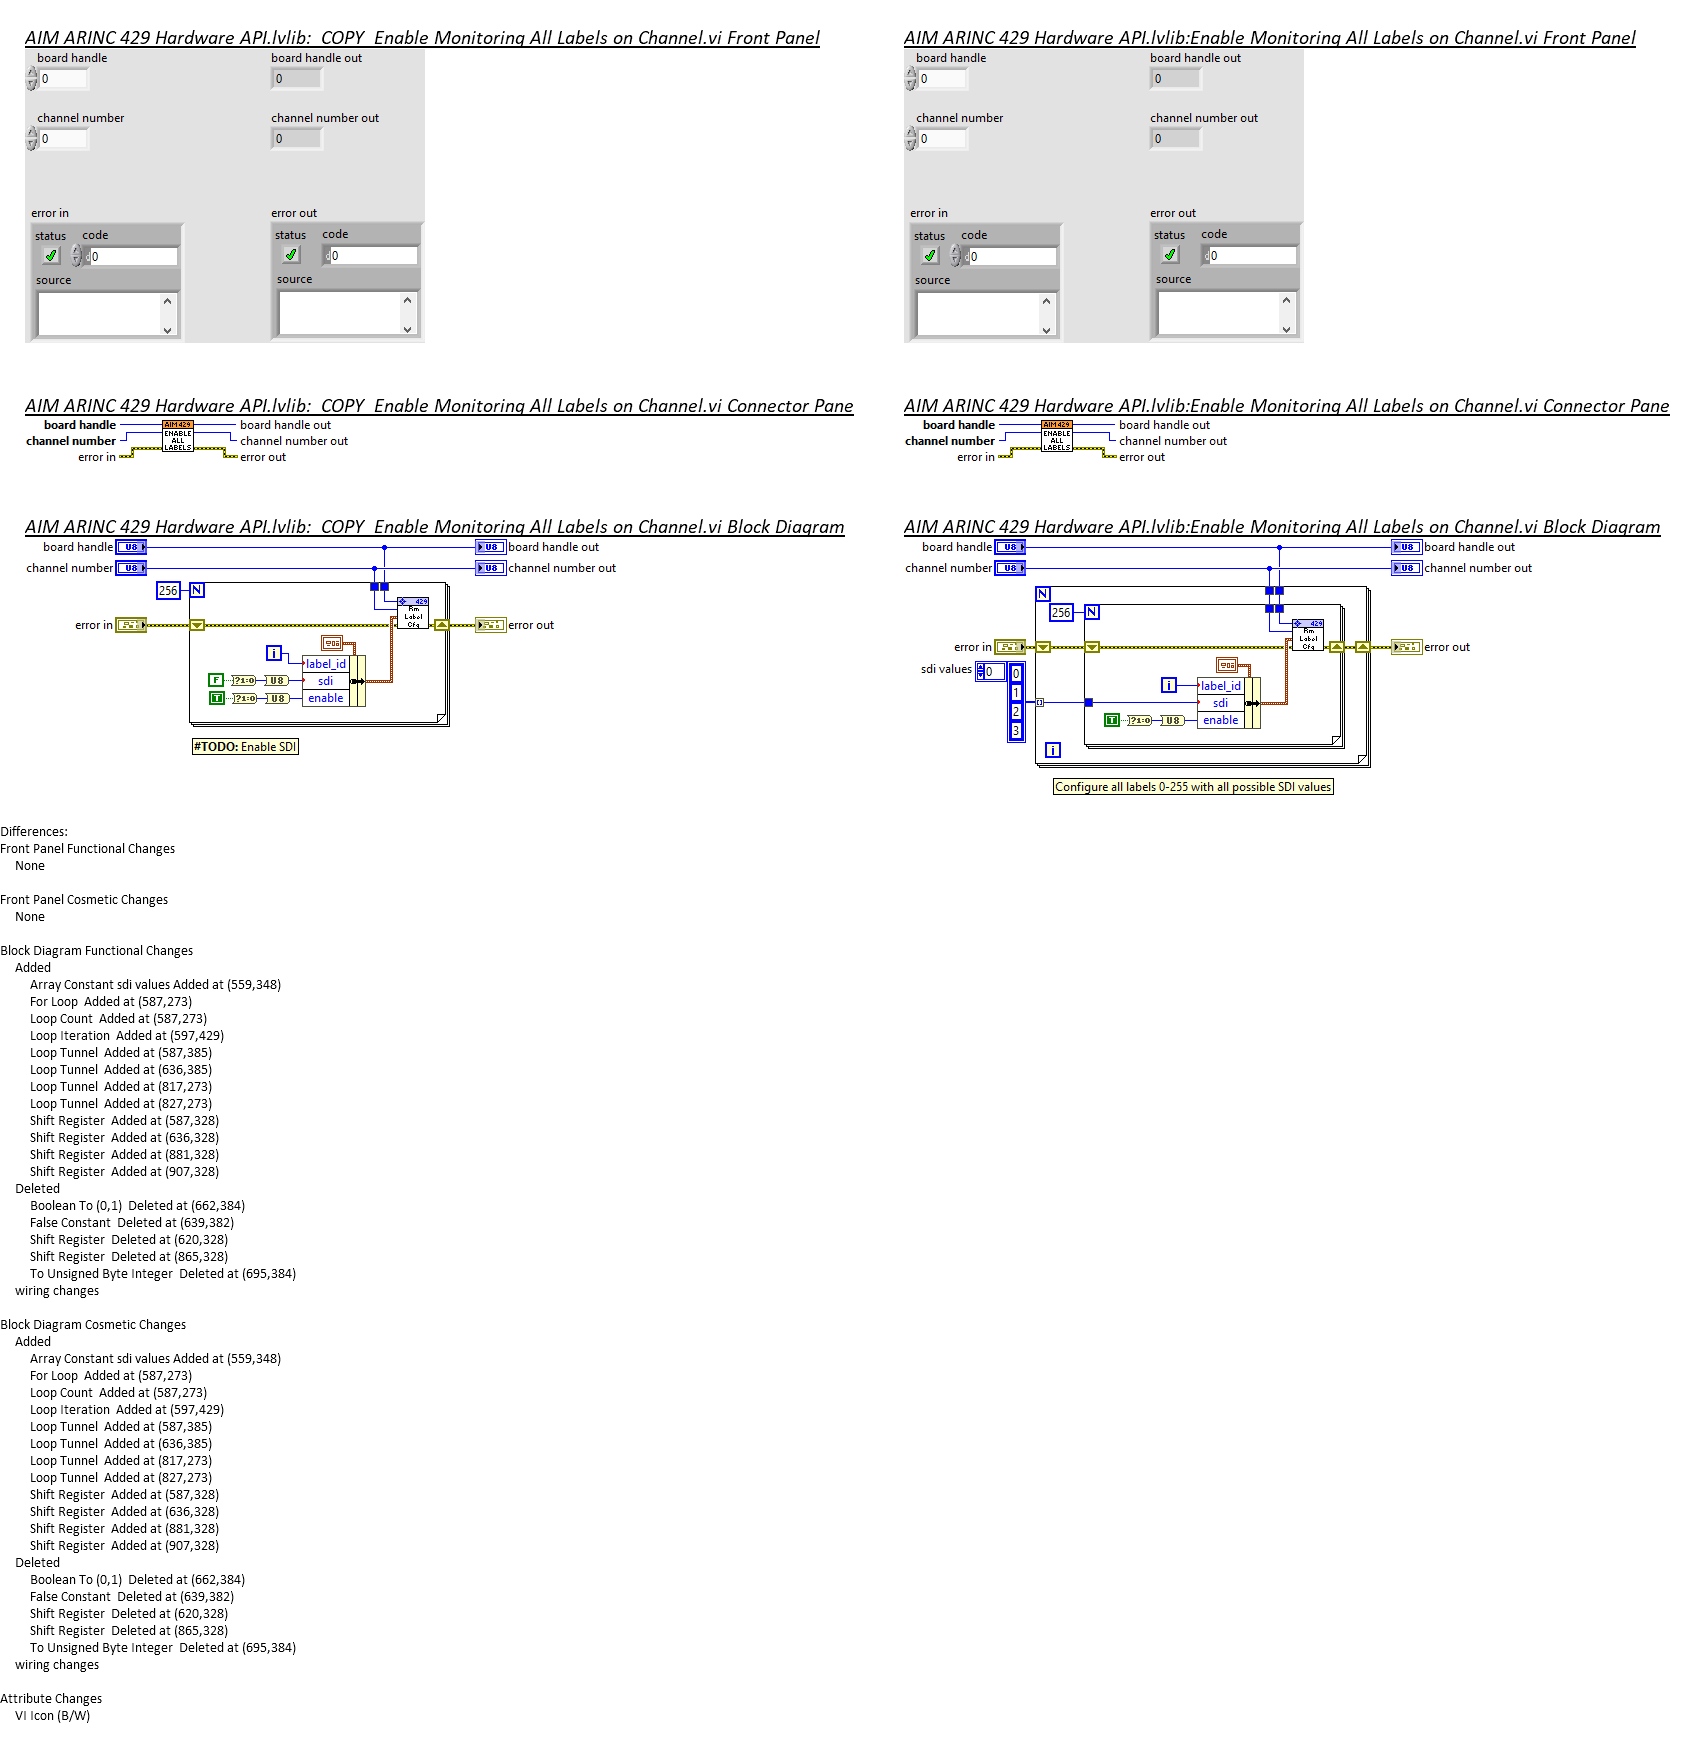 AIM ARINC 429 Hardware API.lvlib:  COPY  Enable Monitoring All Labels on Channel.vi Front Panel
board handle
0
board handle out
0
channel number
0
channel number out
0
error in
status code
0
source
error out
status code
0
source
AIM ARINC 429 Hardware API.lvlib:Enable Monitoring All Labels on Channel.vi Front Panel
board handle
0
board handle out
0
channel number
0
channel number out
0
error in
status code
0
source
error out
status code
0
source
AIM ARINC 429 Hardware API.lvlib:  COPY  Enable Monitoring All Labels on Channel.vi Connector Pane
board handle
channel number
error in
AIM429
ENABLE
ALL
LABELS
board handle out
channel number out
error out
AIM ARINC 429 Hardware API.lvlib:Enable Monitoring All Labels on Channel.vi Connector Pane
board handle
channel number
error in
AIM429
ENABLE
ALL
LABELS
board handle out
channel number out
error out
AIM ARINC 429 Hardware API.lvlib:  COPY  Enable Monitoring All Labels on Channel.vi Block Diagram
board handle U8
U8 board handle out
channel number U8
U8 channel number out
256 N
429
Rm
Label
Cfg
error in
error out
i
label_id
F ?1:0 U8 sdi
T ?1:0 U8 enable
#TODO: Enable SDI
AIM ARINC 429 Hardware API.lvlib:Enable Monitoring All Labels on Channel.vi Block Diagram
board handle U8
U8 board handle out
channel number U8
U8 channel number out
N
256 N
429
Rm
Label
Cfg
error in
error out
sdi values 0
0
1
2
3
i label_id
sdi
T ?1:0 U8 enable
i
Configure all labels 0-255 with all possible SDI values
Differences:
Front Panel Functional Changes
None
Front Panel Cosmetic Changes
None
Block Diagram Functional Changes
Added
Array Constant sdi values Added at (559,348)
For Loop  Added at (587,273)
Loop Count  Added at (587,273)
Loop Iteration  Added at (597,429)
Loop Tunnel  Added at (587,385)
Loop Tunnel  Added at (636,385)
Loop Tunnel  Added at (817,273)
Loop Tunnel  Added at (827,273)
Shift Register  Added at (587,328)
Shift Register  Added at (636,328)
Shift Register  Added at (881,328)
Shift Register  Added at (907,328)
Deleted
Boolean To (0,1)  Deleted at (662,384)
False Constant  Deleted at (639,382)
Shift Register  Deleted at (620,328)
Shift Register  Deleted at (865,328)
To Unsigned Byte Integer  Deleted at (695,384)
wiring changes
Block Diagram Cosmetic Changes
Added
Array Constant sdi values Added at (559,348)
For Loop  Added at (587,273)
Loop Count  Added at (587,273)
Loop Iteration  Added at (597,429)
Loop Tunnel  Added at (587,385)
Loop Tunnel  Added at (636,385)
Loop Tunnel  Added at (817,273)
Loop Tunnel  Added at (827,273)
Shift Register  Added at (587,328)
Shift Register  Added at (636,328)
Shift Register  Added at (881,328)
Shift Register  Added at (907,328)
Deleted
Boolean To (0,1)  Deleted at (662,384)
False Constant  Deleted at (639,382)
Shift Register  Deleted at (620,328)
Shift Register  Deleted at (865,328)
To Unsigned Byte Integer  Deleted at (695,384)
wiring changes
Attribute Changes
VI Icon (B/W)